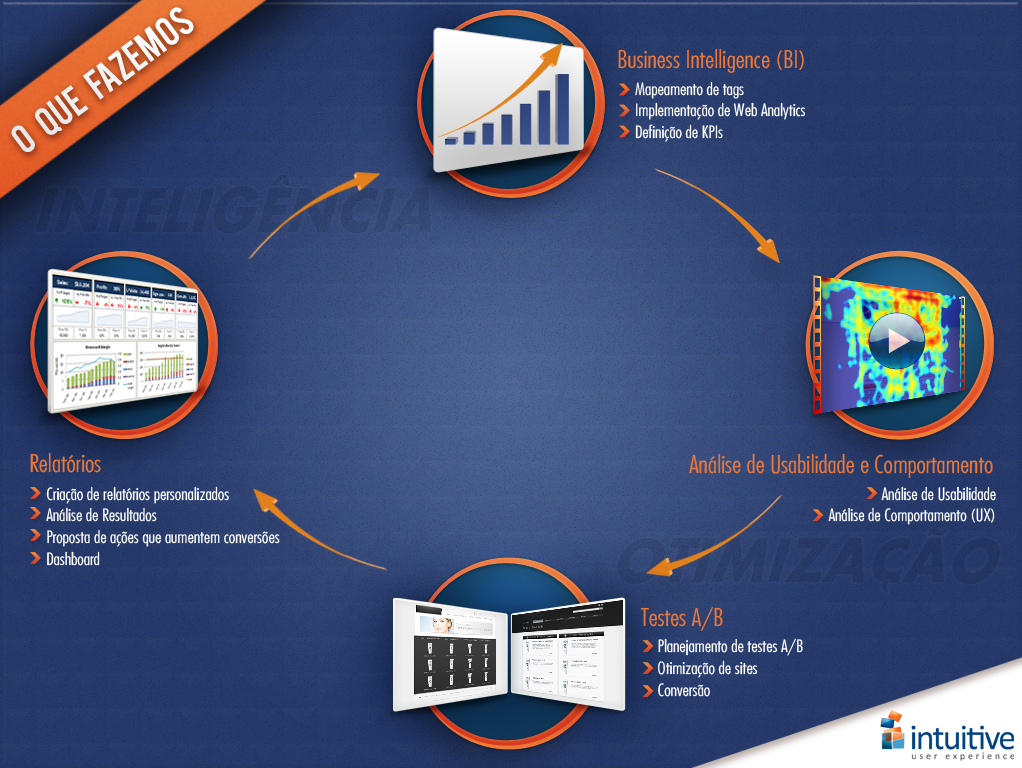 O QUE FAZEMOS
Business Intelligence (BI)
Mapeamento de tags
Implementação de Web Analytics
Definição de KPIs
INTELIGÊNCIA
Análise de Usabilidade e Comportamento
Análise de Usabilidade
Análise de Comportamento (UX)
Relatórios
Criação de relatórios personalizados
Análise de Resultados
Proposta de ações que aumentem conversões
Dashboard
OTIMIZAÇÃO
Testes A/B
Planejamento de testes A/B
Otimização de sites
Conversão
intuitive
user experience